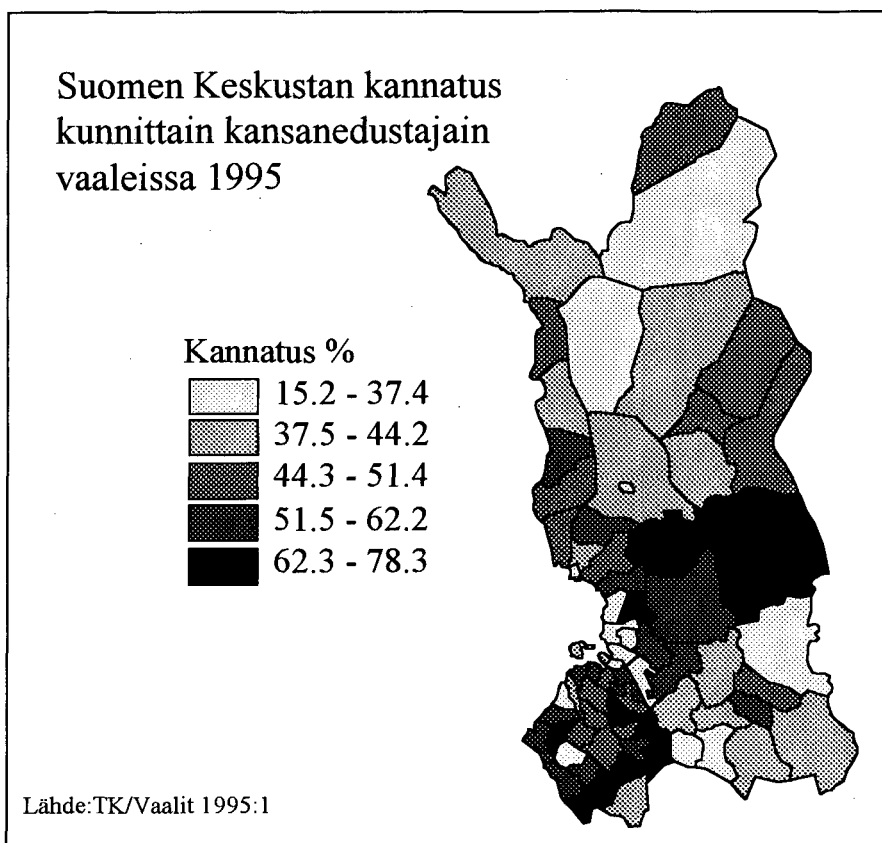 Suomen Keskustan kannatus
kunnittain kansanedustajain
vaaleissa 1995
Kannatus %
15.2 - 37.4
37.5 - 44.2
44.3 - 51.4
51.5 - 62.2
62.3 - 78.3
Lähde:TK/Vaalit 1995:1